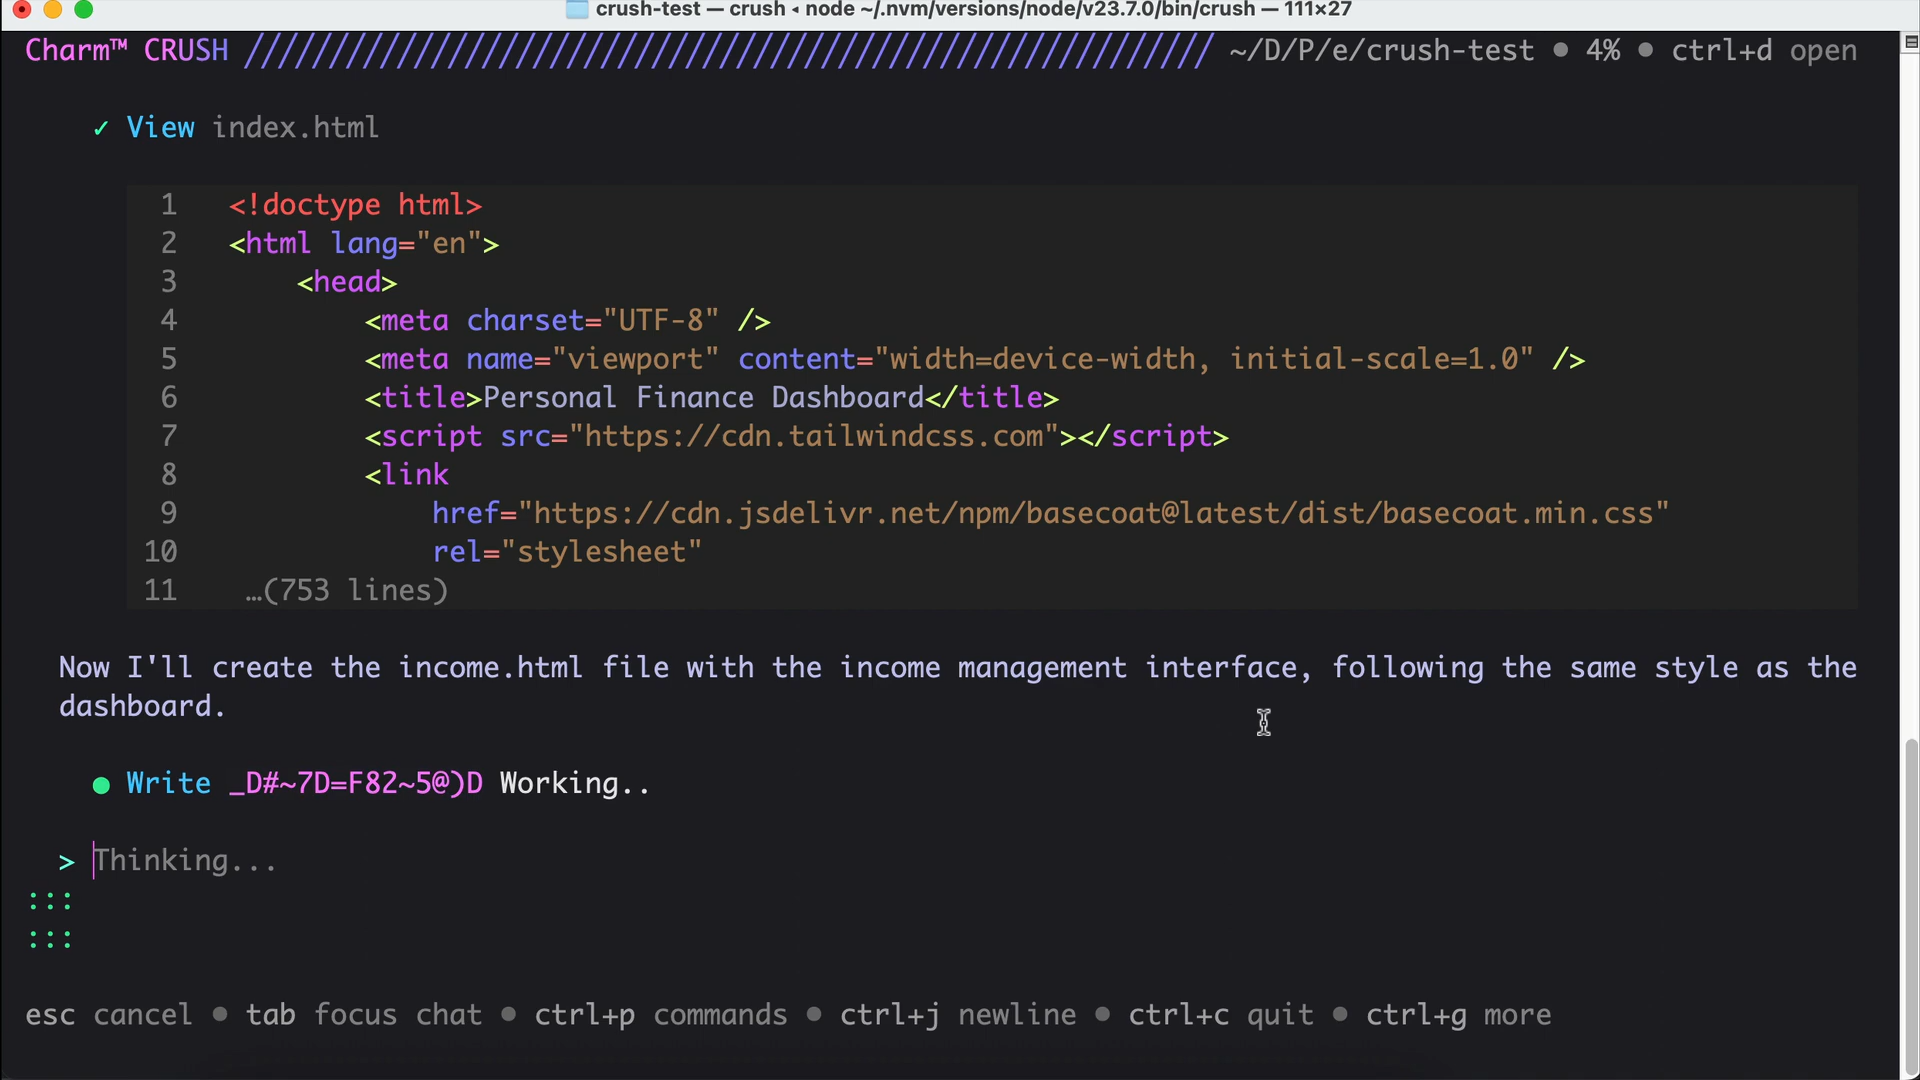 crush-test — crush ◂ node ~/.nvm/versions/node/v23.7.0/bin/crush — 111×27
Charm™ CRUSH ~/D/P/e/crush-test • 4% • ctrl+d open
✓ View index.html
1 <!doctype html>
2 <html lang="en">
3 <head>
4 <meta charset="UTF-8" />
5 <meta name="viewport" content="width=device-width, initial-scale=1.0" />
6 <title>Personal Finance Dashboard</title>
7 <script src="https://cdn.tailwindcss.com"></script>
8 <link
9 href="https://cdn.jsdelivr.net/npm/basecoat@latest/dist/basecoat.min.css"
10 rel="stylesheet"
11 …(753 lines)
Now I'll create the income.html file with the income management interface, following the same style as the
dashboard.
● Write _D#~7D=F82~5@)D Working..
> Thinking...
:::
:::
esc cancel • tab focus chat • ctrl+p commands • ctrl+j newline • ctrl+c quit • ctrl+g more